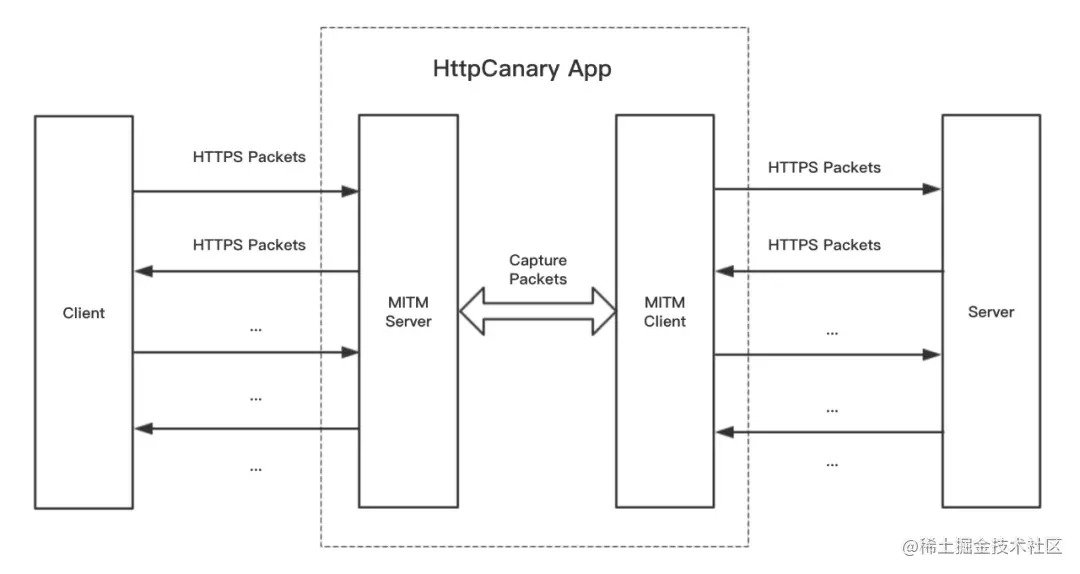 HttpCanary App
HTTPS Packets
HTTPS Packets
...
...
...
Client
MITM
Server
Capture
Packets
MITM
Client
HTTPS Packets
HTTPS Packets
...
...
...
Server
@稀土掘金技术社区